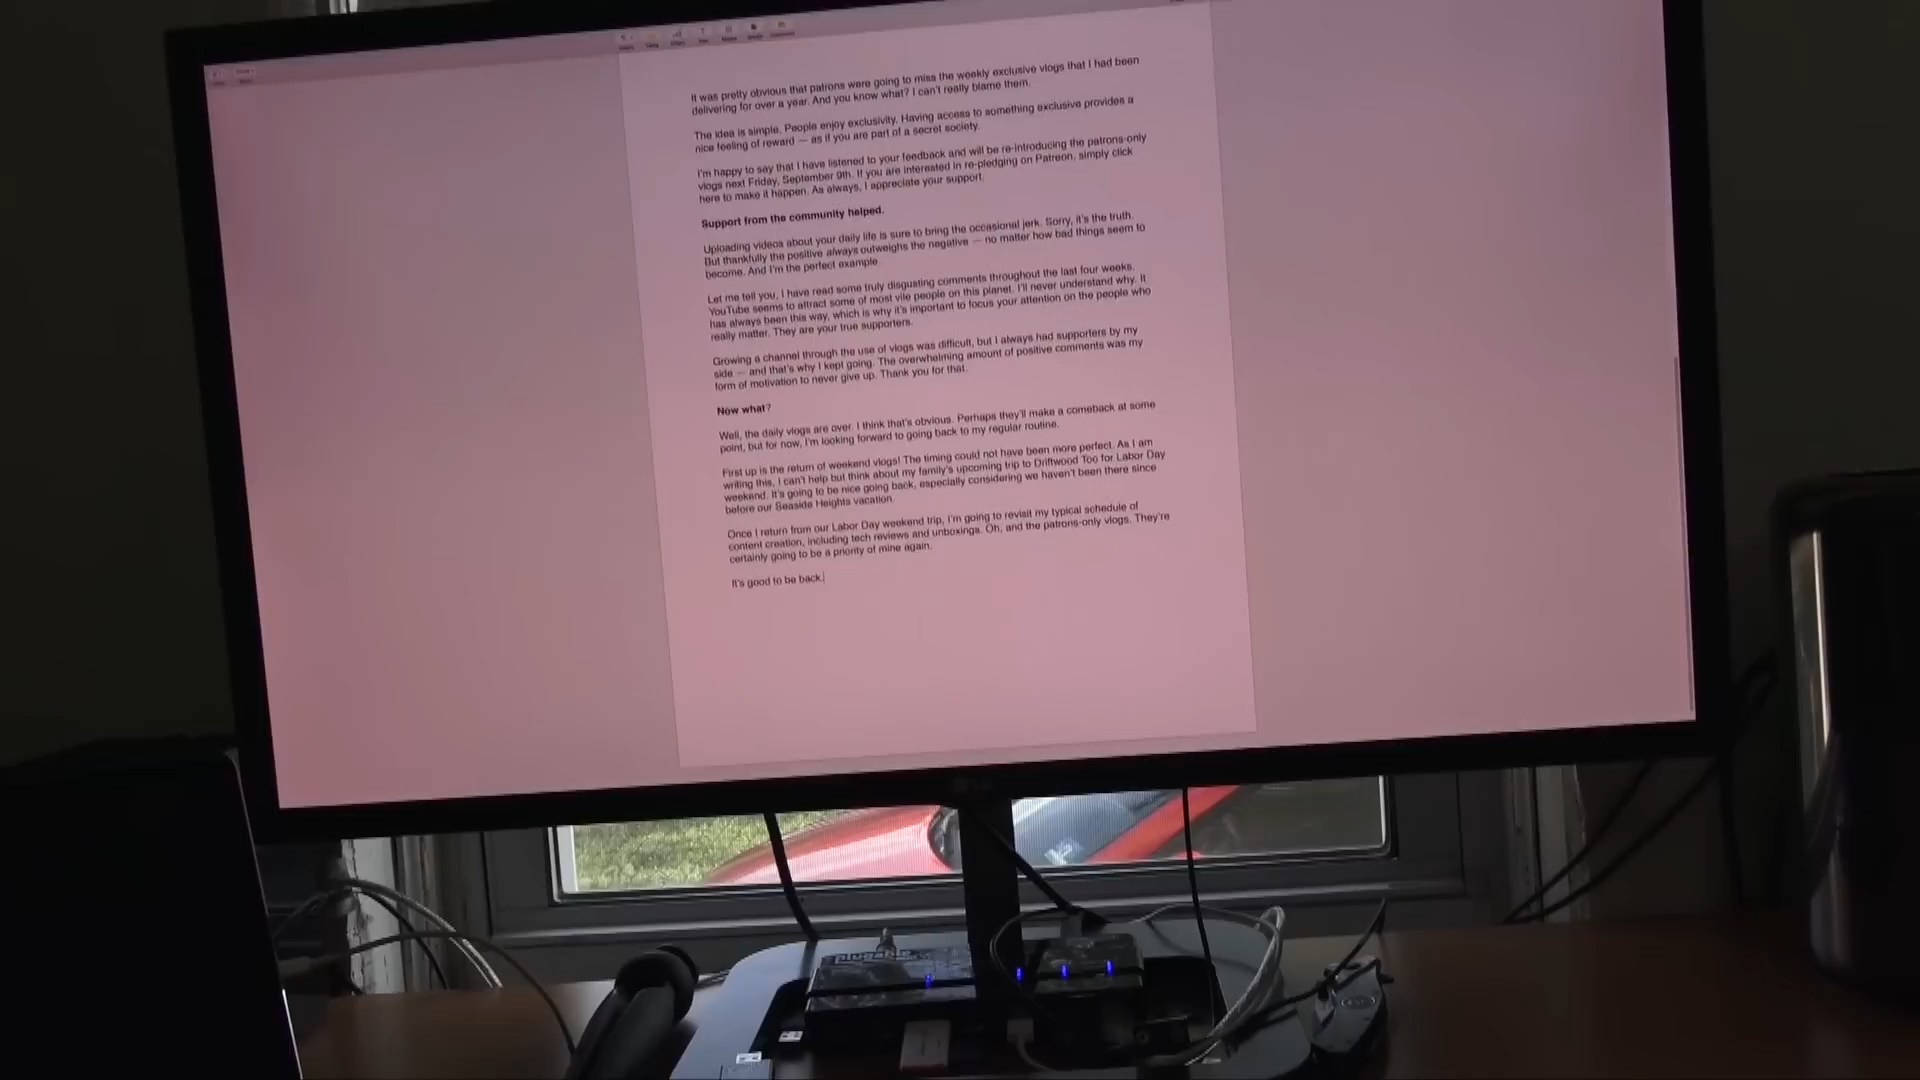 It was pretty obvious that patrons were going to miss the weekly exclusive vlogs that I had been
delivering for over a year. And you know what? I can't really blame them.
The idea is simple. People enjoy exclusivity. Having access to something exclusive provides a
nice feeling of reward — as if you are part of a secret society.
I'm happy to say that I have listened to your feedback and will be re-introducing the patrons-only
vlogs next Friday, September 9th. If you are interested in re-pledging on Patreon, simply click
here to make it happen. As always, I appreciate your support.
Support from the community helped.
Uploading videos about your daily life is sure to bring the occasional jerk. Sorry, it's the truth.
But thankfully the positive always outweighs the negative — no matter how bad things seem to
become. And I'm the perfect example.
Let me tell you, I have read some truly disgusting comments throughout the last four weeks.
YouTube seems to attract some of most vile people on this planet. I'll never understand why. It
has always been this way, which is why it's important to focus your attention on the people who
really matter. They are your true supporters.
Growing a channel through the use of vlogs was difficult, but I always had supporters by my
side — and that's why I kept going. The overwhelming amount of positive comments was my
form of motivation to never give up. Thank you for that.
Now what?
Well, the daily vlogs are over. I think that's obvious. Perhaps they'll make a comeback at some
point, but for now, I'm looking forward to going back to my regular routine.
First up is the return of weekend vlogs! The timing could not have been more perfect. As I am
writing this, I can't help but think about my family's upcoming trip to Driftwood Too for Labor Day
weekend. It's going to be nice going back, especially considering we haven't been there since
before our Seaside Heights vacation.
Once I return from our Labor Day weekend trip, I'm going to revisit my typical schedule of
content creation, including tech reviews and unboxings. Oh, and the patrons-only vlogs. They're
certainly going to be a priority of mine again.
It's good to be back.
plugable